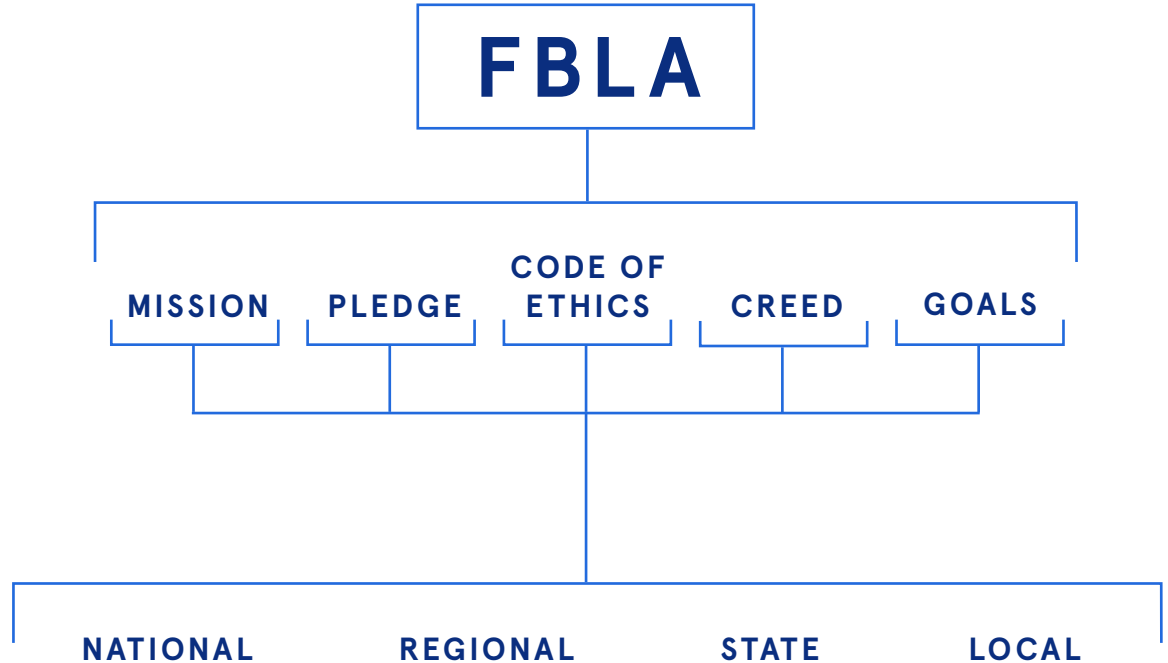 FBLA
MISSION
PLEDGE
CODE OF
ETHICS
CREED
GOALS
NATIONAL
REGIONAL
STATE
LOCAL